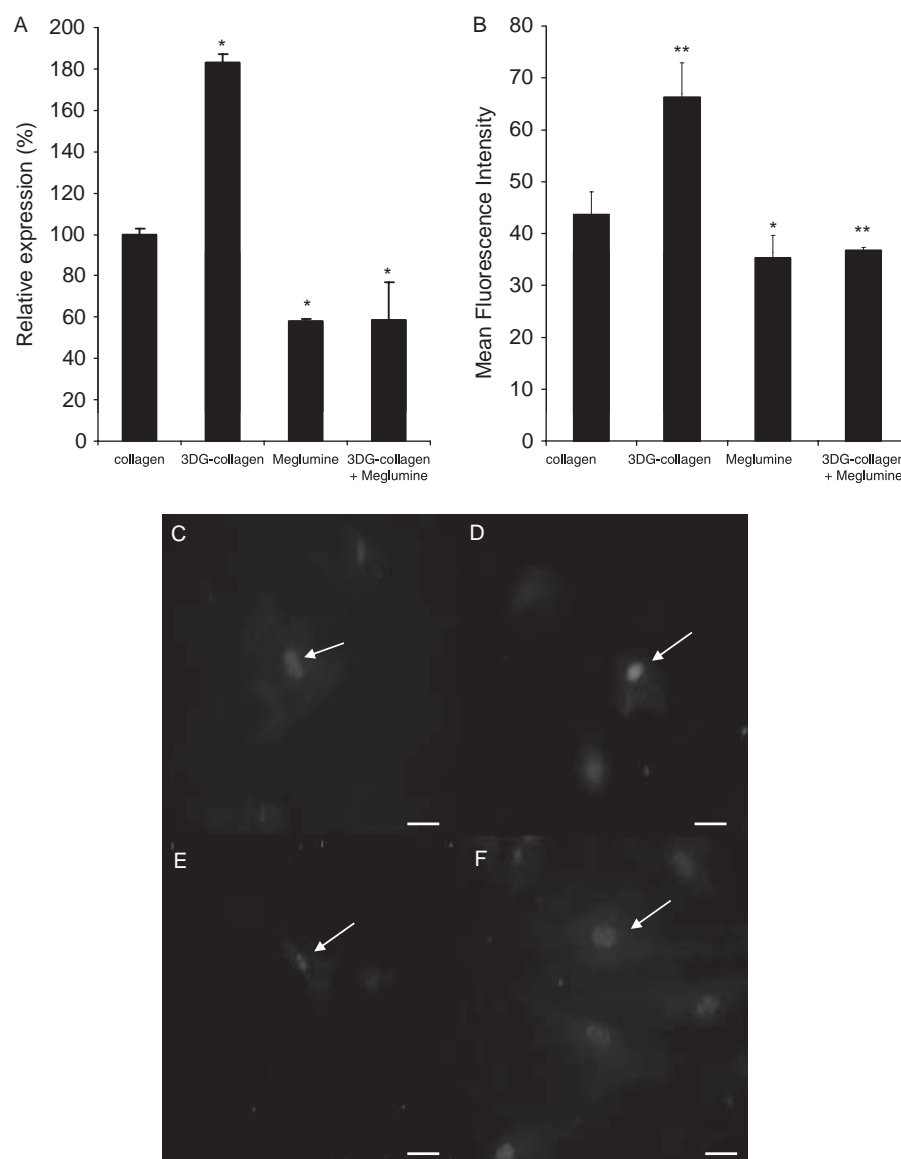 A
Relative expression (%)
200
180
160
140
120
100
80
60
40
20
0
*
*
*
*
collagen
3DG-collagen
Meglumine
3DG-collagen
+ Meglumine
B
Mean Fluorescence Intensity
80
70
60
50
40
30
20
10
0
**
*
**
collagen
3DG-collagen
Meglumine
3DG-collagen
+ Meglumine
C
D
E
F